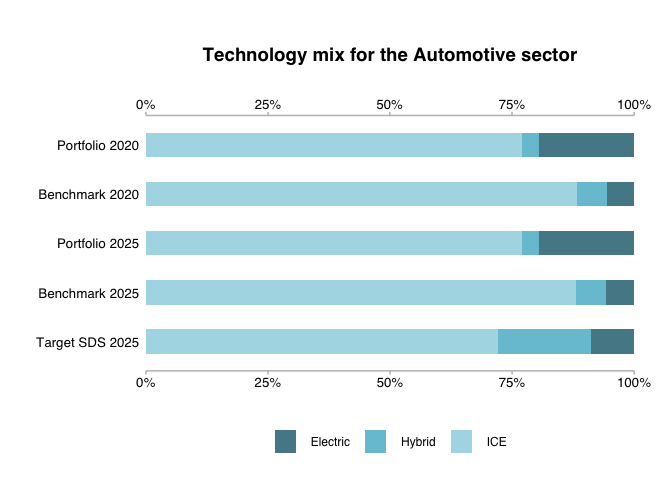 Technology mix for the Automotive sector
0% 25% 50% 75% 100%
Portfolio 2020
Benchmark 2020
Portfolio 2025
Benchmark 2025
Target SDS 2025
0% 25% 50% 75% 100%
Electric Hybrid ICE